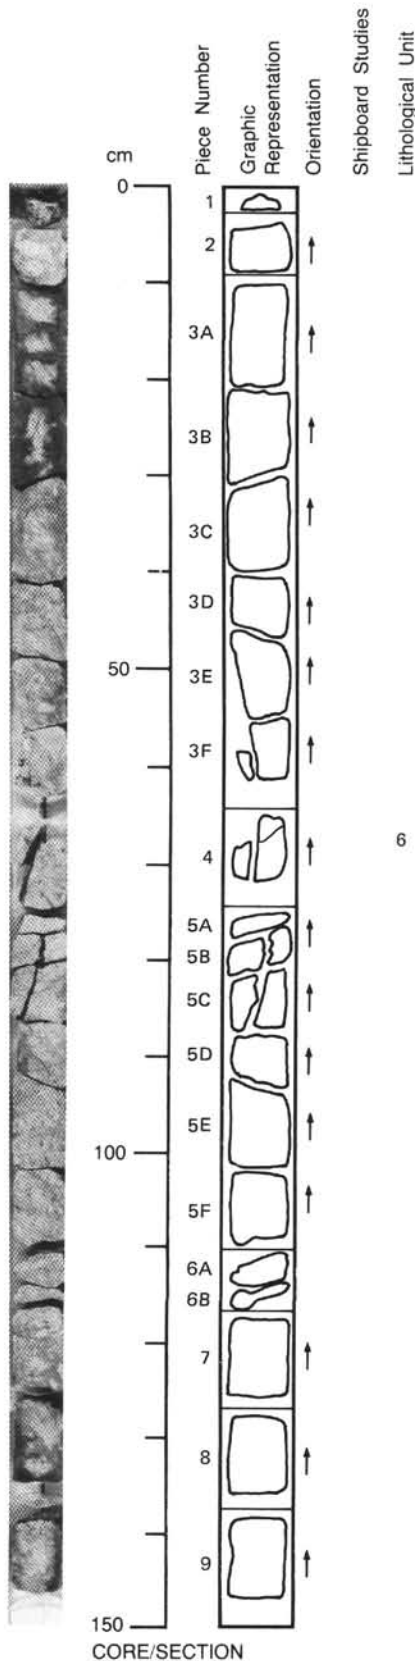 cm
Piece Number
Graphic
Representation
Orientation
Shipboard Studies
Lithological Unit
0
1
2
3A
3B
3C
3D
50
3E
3F
4
6
5A
5B
5C
5D
5E
100
5F
6A
6B
7
8
9
150
CORE/SECTION